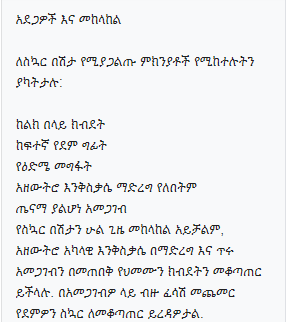 አደጋዎች እና መከላከል
ለስኳር በሽታ የሚያጋልጡ ምክንያቶች የሚከተሉትን
ያካትታሉ:
ከልክ በላይ ክብደት
ከፍተኛ የደም ግፊት
የዕድሜ መግፋት
አዘውትሮ እንቅስቃሴ ማድረግ የለበትም
ጤናማ ያልሆነ አመጋገብ
የስኳር በሽታን ሁል ጊዜ መከላከል አይቻልም,
አዘውትሮ አካላዊ እንቅስቃሴ በማድረግ እና ጥሩ
አመጋገብን በመጠበቅ የህመሙን ክብደትን መቆጣጠር
ይችላሉ. በአመጋገብዎ ላይ ብዙ ፈሳሽ መጨመር
የደምዎን ስኳር ለመቆጣጠር ይረዳዎታል.